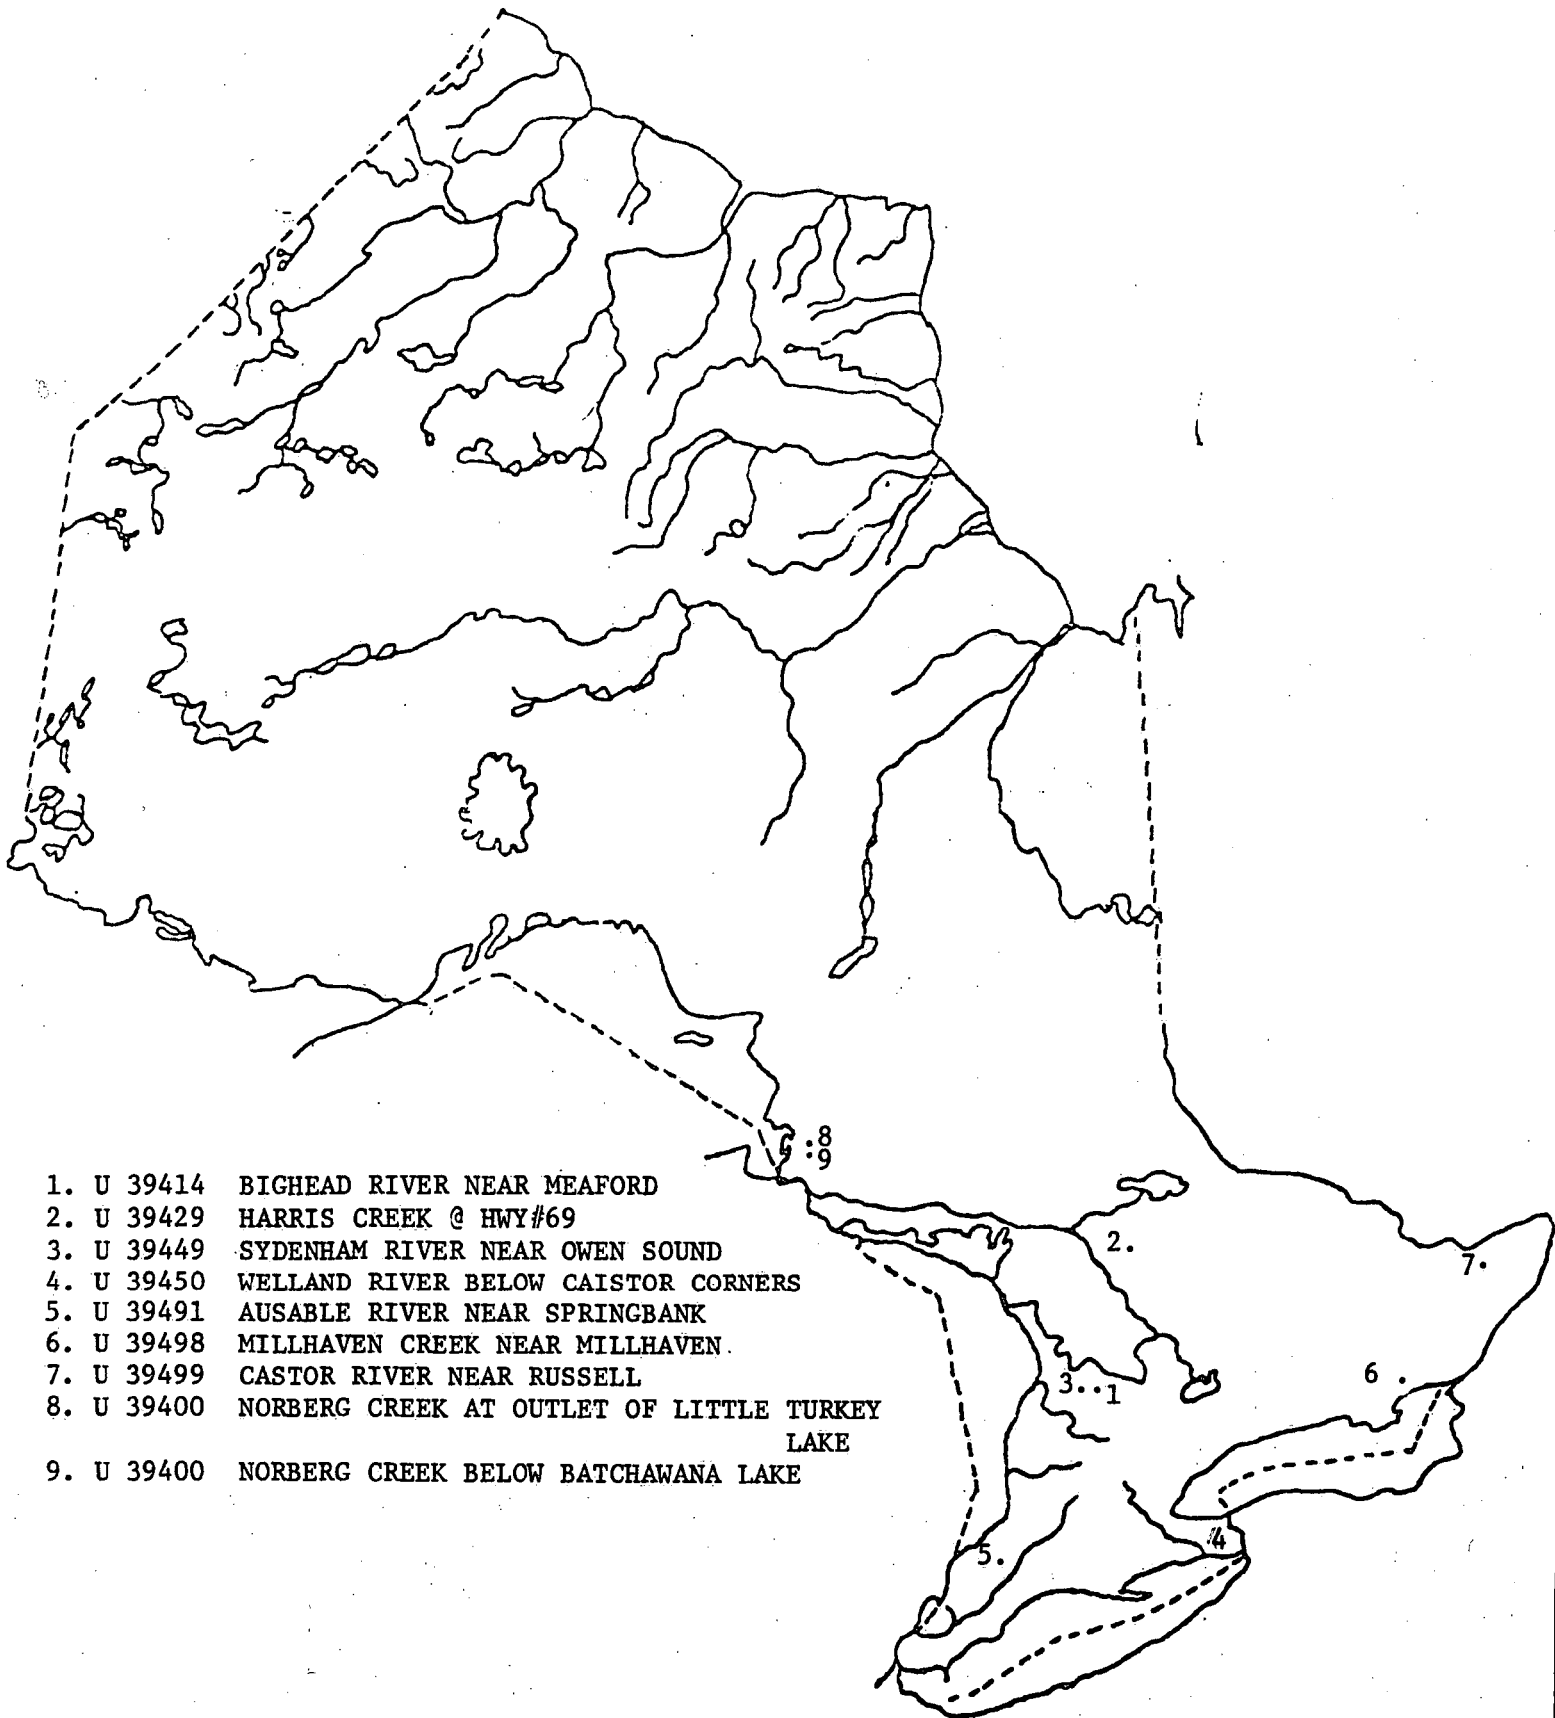 .8
:9
1. U 39414 BIGHEAD RIVER NEAR MEAFORD
2. U 39429 HARRIS CREEK @ HWY#69
3. U 39449 SYDENHAM RIVER NEAR OWEN SOUND
4. U 39450 WELLAND RIVER BELOW CAISTOR CORNERS
5. U 39491 AUSABLE RIVER NEAR SPRINGBANK
6. U 39498 MILLHAVEN CREEK NEAR MILLHAVEN.
7. U 39499 CASTOR RIVER NEAR RUSSELL
8. U 39400 NORBERG CREEK AT OUTLET OF LITTLE TURKEY
LAKE
9. U 39400 NORBERG CREEK BELOW BATCHAWANA LAKE
2.
7.
6 .
3..1
4
5.